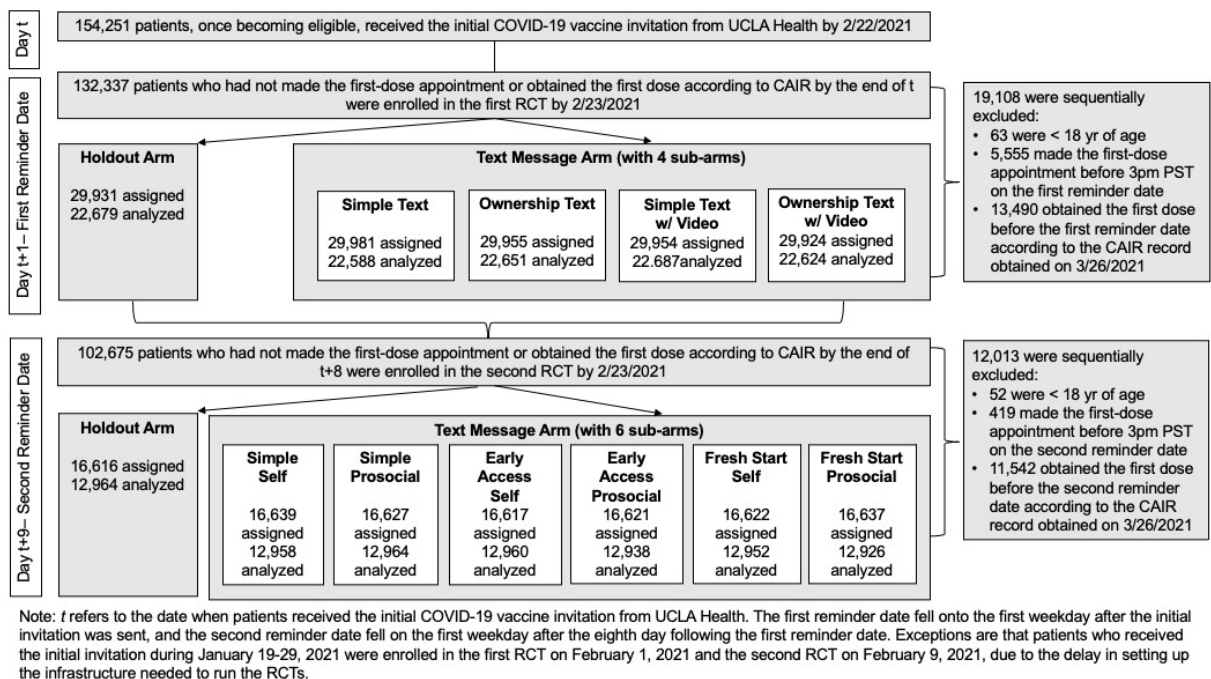 Day t
154,251 patients, once becoming eligible, received the initial COVID-19 vaccine invitation from UCLA Health by 2/22/2021
Day t+1– First Reminder Date
132,337 patients who had not made the first-dose appointment or obtained the first dose according to CAIR by the end of t
were enrolled in the first RCT by 2/23/2021
Holdout Arm
29,931 assigned
22,679 analyzed
Text Message Arm (with 4 sub-arms)
Simple Text
29,981 assigned
22,588 analyzed
Ownership Text
29,955 assigned
22,651 analyzed
Simple Text
w/ Video
29,954 assigned
22.687analyzed
Ownership Text
w/ Video
29,924 assigned
22,624 analyzed
19,108 were sequentially
excluded:
• 63 were < 18 yr of age
• 5,555 made the first-dose
appointment before 3pm PST
on the first reminder date
• 13,490 obtained the first dose
before the first reminder date
according to the CAIR record
obtained on 3/26/2021
Day t+9– Second Reminder Date
102,675 patients who had not made the first-dose appointment or obtained the first dose according to CAIR by the end of
t+8 were enrolled in the second RCT by 2/23/2021
Holdout Arm
16,616 assigned
12,964 analyzed
Text Message Arm (with 6 sub-arms)
Simple
Self
16,639
assigned
12,958
analyzed
Simple
Prosocial
16,627
assigned
12,964
analyzed
Early
Access
Self
16,617
assigned
12,960
analyzed
Early
Access
Prosocial
16,621
assigned
12,938
analyzed
Fresh Start
Self
16,622
assigned
12,952
analyzed
Fresh Start
Prosocial
16,637
assigned
12,926
analyzed
12,013 were sequentially
excluded:
• 52 were < 18 yr of age
• 419 made the first-dose
appointment before 3pm PST
on the second reminder date
• 11,542 obtained the first dose
before the second reminder
date according to the CAIR
record obtained on 3/26/2021
Note: t refers to the date when patients received the initial COVID-19 vaccine invitation from UCLA Health. The first reminder date fell onto the first weekday after the initial
invitation was sent, and the second reminder date fell on the first weekday after the eighth day following the first reminder date. Exceptions are that patients who received
the initial invitation during January 19-29, 2021 were enrolled in the first RCT on February 1, 2021 and the second RCT on February 9, 2021, due to the delay in setting up
the infrastructure needed to run the RCTs.